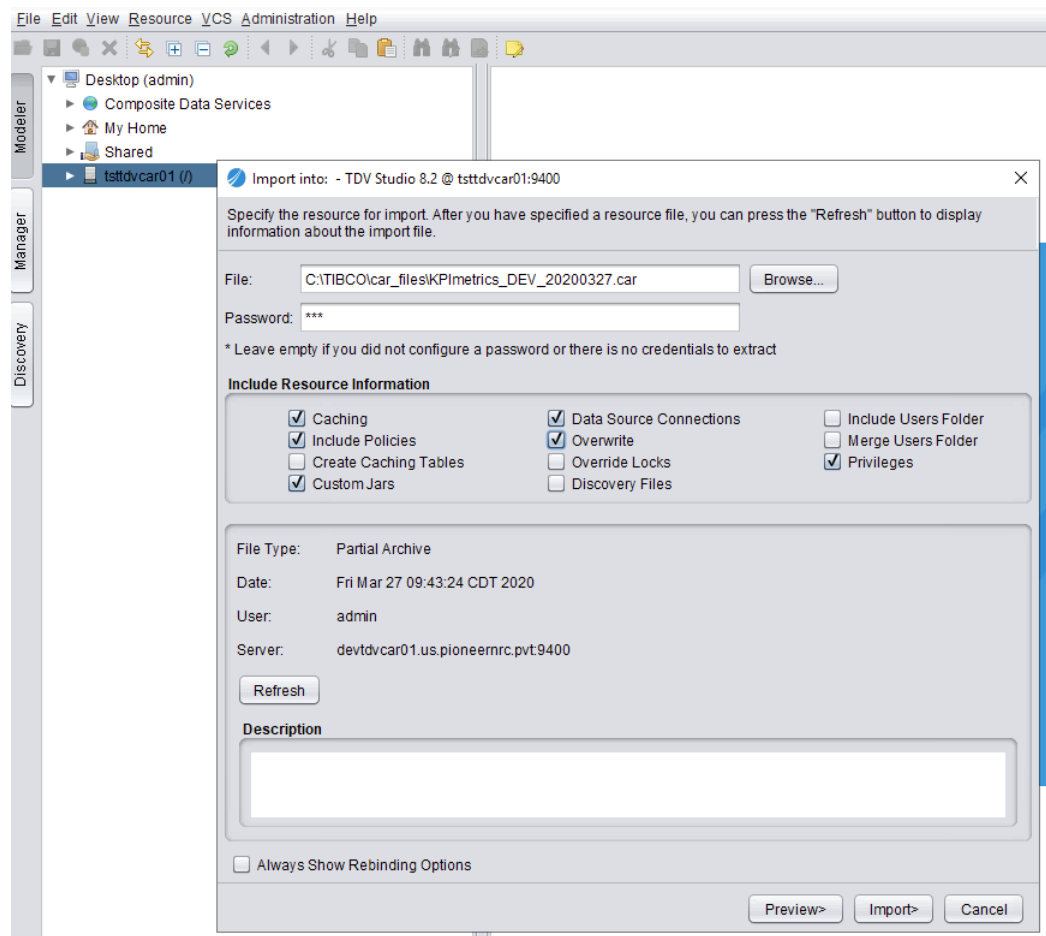 File Edit View Resource VCS Administration Help
Modeler
Manager
Discovery
Desktop (admin)
Composite Data Services
My Home
Shared
tsttdvcar01 (/)
Import into: - TDV Studio 8.2 @ tsttdvcar01:9400
Specify the resource for import. After you have specified a resource file, you can press the "Refresh" button to display
information about the import file.
File: C:\TIBCO\car_files\KPImetrics_DEV_20200327.car Browse...
Password: ***
* Leave empty if you did not configure a password or there is no credentials to extract
Include Resource Information
Caching Data Source Connections Include Users Folder
Include Policies Overwrite Merge Users Folder
Create Caching Tables Override Locks Privileges
Custom Jars Discovery Files
File Type: Partial Archive
Date: Fri Mar 27 09:43:24 CDT 2020
User: admin
Server: devtdvcar01.us.pioneernrc.pvt:9400
Refresh
Description
Always Show Rebinding Options
Preview> Import> Cancel